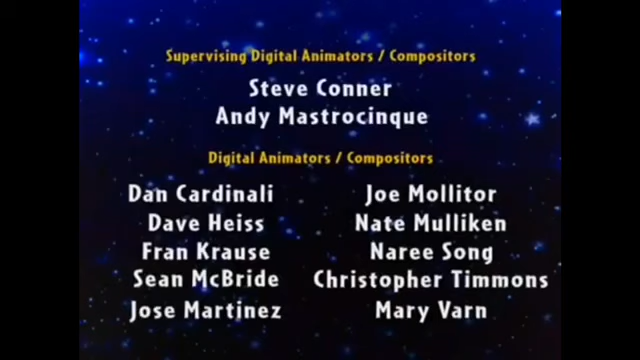 Supervising Digital Animators / Compositors
Steve Conner
Andy Mastrocinque
Digital Animators / Compositors
Dan Cardinali Joe Mollitor
Dave Heiss Nate Mulliken
Fran Krause Naree Song
Sean McBride Christopher Timmons
Jose Martinez Mary Varn